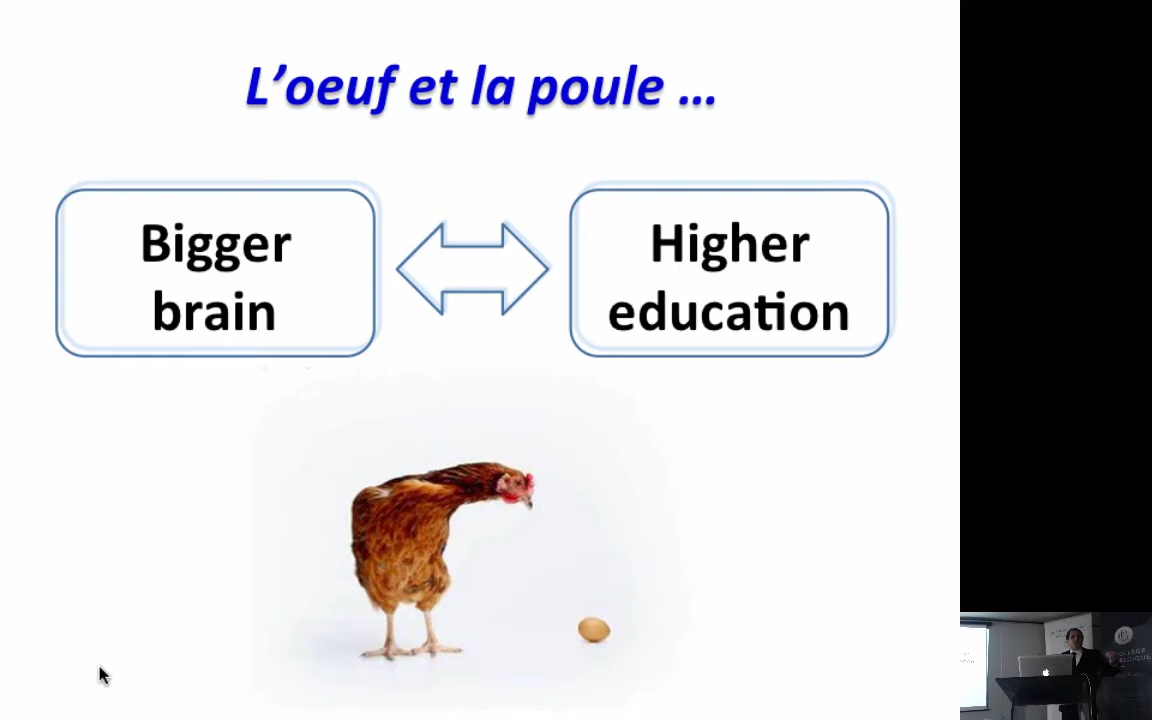 L'oeuf et la poule ...
Bigger
brain
Higher
education